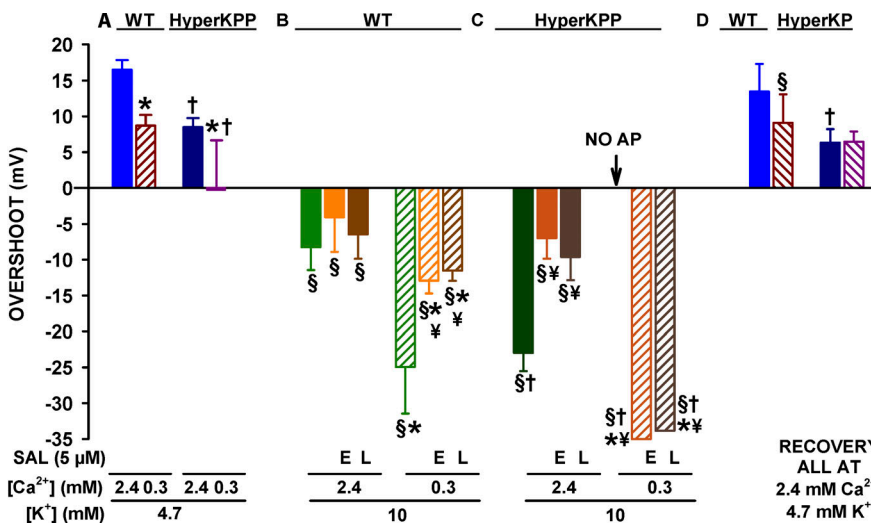 A WT HyperKPP B WT C HyperKPP D WT HyperKP
20
15
10
5
0
-5
-10
-15
-20
-25
-30
-35
OVERSHOOT (mV)
* † *†
§ § § §* §* ¥ §* ¥
NO AP
§† §¥ §¥ §† *¥ §† *¥
§ †
SAL (5 µM) E L E L E L E L
[Ca²⁺] (mM) 2.4 0.3 2.4 0.3 2.4 0.3 2.4 0.3
[K⁺] (mM) 4.7 10 10
RECOVERY
ALL AT
2.4 mM Ca²
4.7 mM K⁺